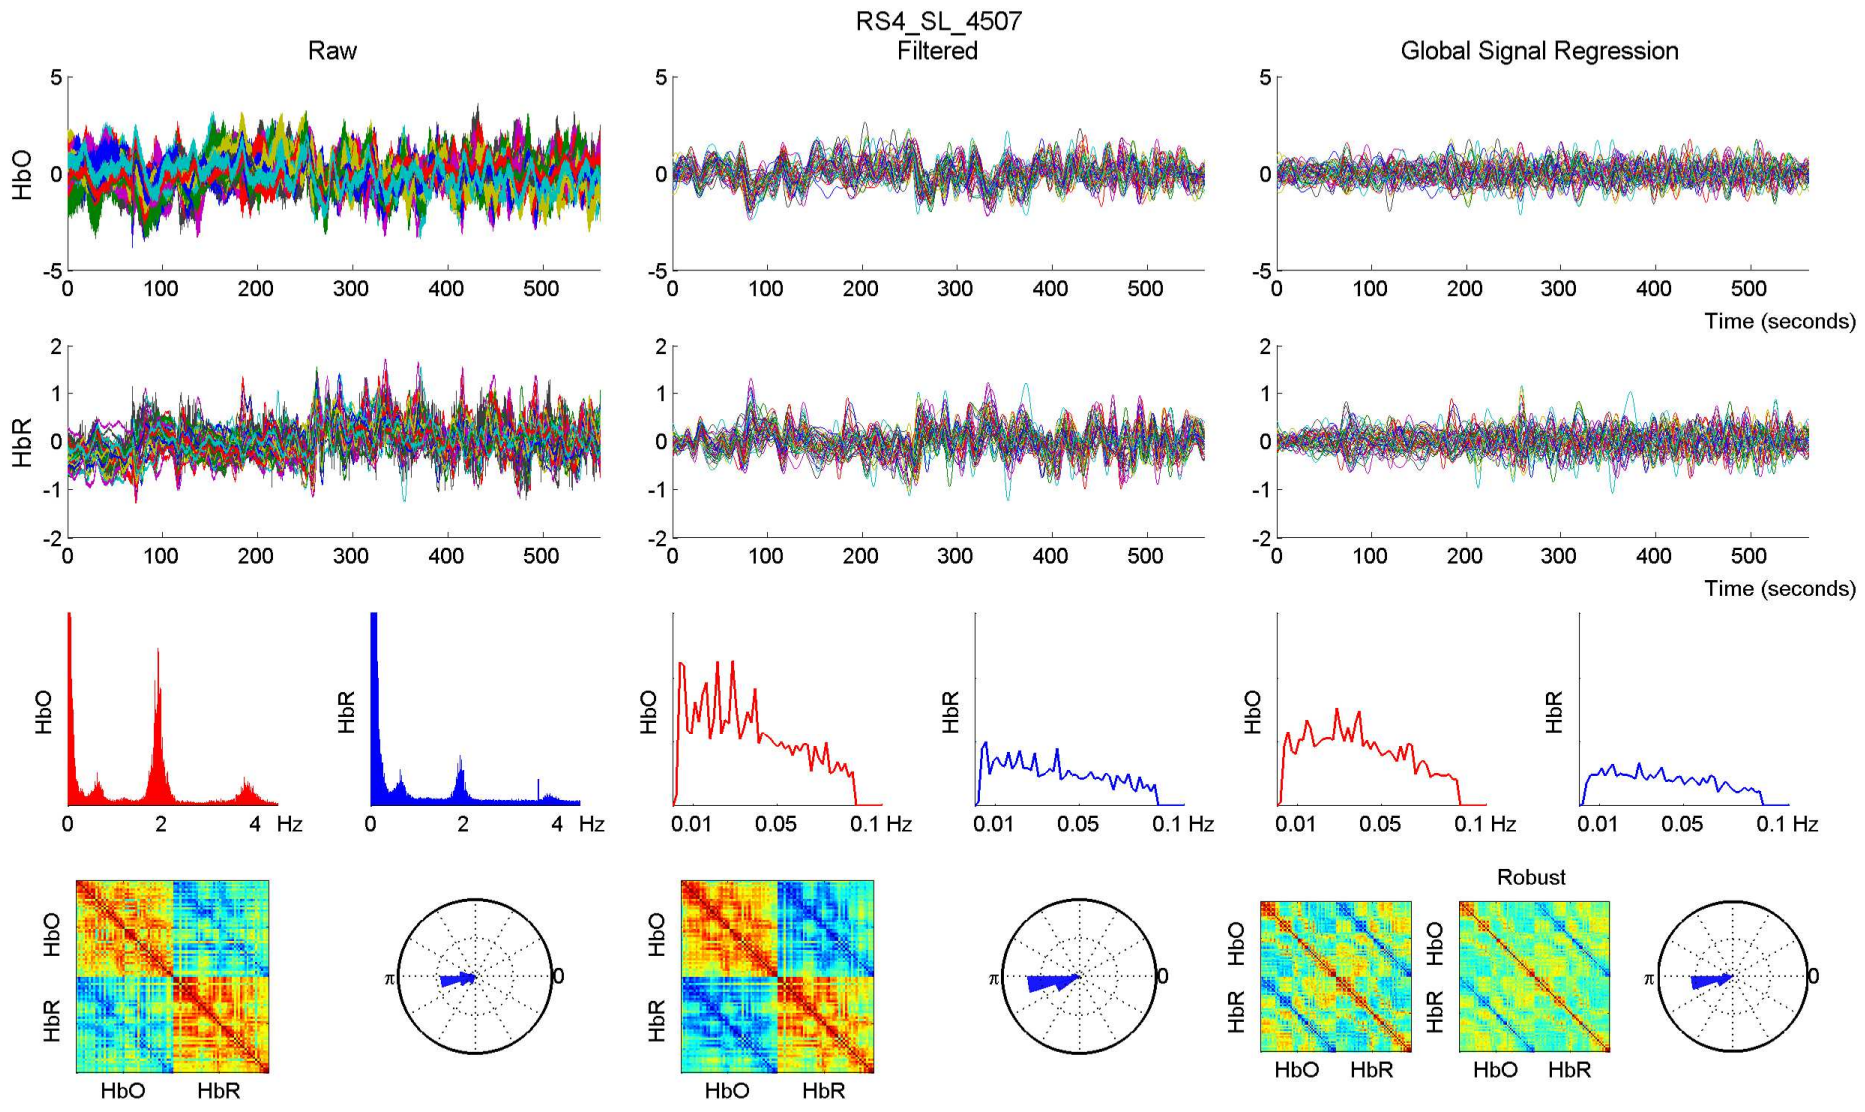 RS4_SL_4507
Raw
Filtered
Global Signal Regression
HbO
5
0
-5
0 100 200 300 400 500
5
0
-5
0 100 200 300 400 500
5
0
-5
0 100 200 300 400 500
Time (seconds)
HbR
2
1
0
-1
-2
0 100 200 300 400 500
2
1
0
-1
-2
0 100 200 300 400 500
2
1
0
-1
-2
0 100 200 300 400 500
Time (seconds)
HbO
0 2 4 Hz
HbR
0 2 4 Hz
HbO
0.01 0.05 0.1 Hz
HbR
0.01 0.05 0.1 Hz
HbO
0.01 0.05 0.1 Hz
HbR
0.01 0.05 0.1 Hz
HbO
HbR
HbO HbR
π 0
HbO
HbR
HbO HbR
π 0
HbO
HbR
HbO HbR
Robust
HbO
HbR
HbO HbR
π 0